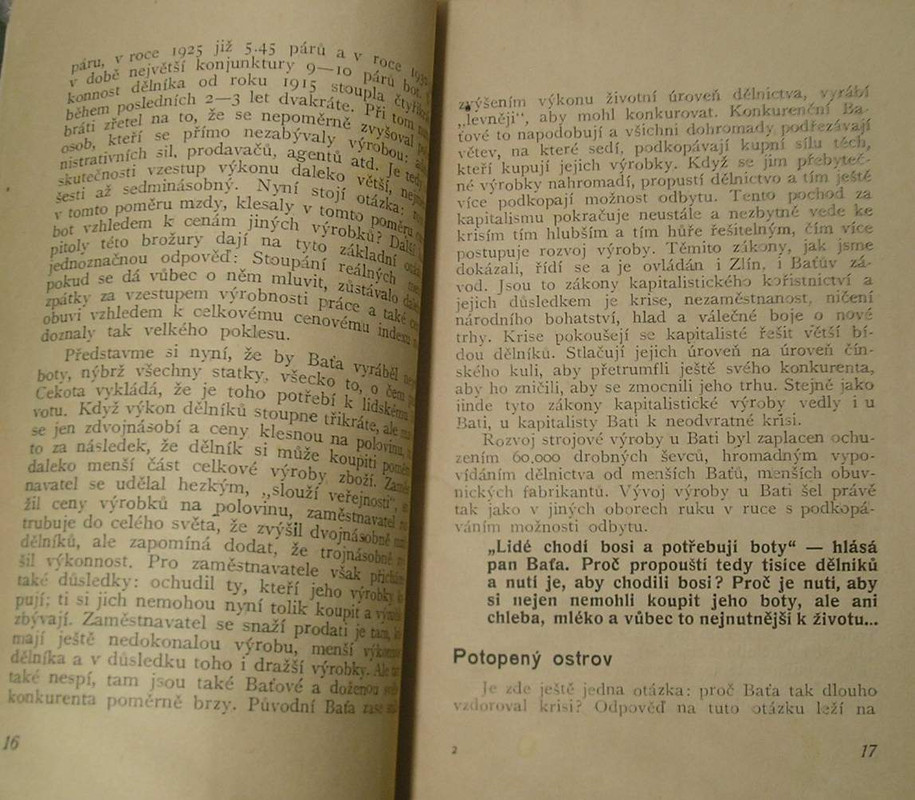 páru, v roce 1925 již 5·45 párů a v roce 1930
v době největší konjunktury 9—10 párů bot.
konnost dělníka od roku 1915 stoupla
během posledních 2—3 let dvakráte. Při tom
bráti zřetel na to, že se nepoměrně zvyšoval
osob, kteří se přímo nezabývaly výrobou:
nistrativních sil, prodavačů, agentů atd. Je tedy
skutečnosti vzestup výkonu daleko větší,
šesti až sedminásobný. Nyní stojí otázka:
v tomto poměru mzdy, klesaly v tomto poměru
bot vzhledem k cenám jiných výrobků? Další
pitoly této brožury dají na tyto základní
jednoznačnou odpověď: Stoupání reálných
pokud se dá vůbec o něm mluvit, zůstávalo
zpátky za vzestupem výrobnosti práce a také
obuvi vzhledem k celkovému cenovému indexu
doznaly tak velkého poklesu.
Představme si nyní, že by Baťa vyráběl
boty, nýbrž všechny statky, všecko to, o čem
Cekota vykládá, že je toho potřebí k lidskému
votu. Když výkon dělníků stoupne třikráte, ale
se jen zdvojnásobí a ceny klesnou na polovinu,
to za následek, že dělník si může koupiti
daleko menší část celkové výroby zboží.
navatel se udělal hezkým, „slouží veřejnosti",
žil ceny výrobků na polovinu, zaměstnavatel
trubuje do celého světa, že zvýšil dvojnásobně
dělníků, ale zapomíná dodat, že trojnásobně
šil výkonnost. Pro zaměstnavatele však
také důsledky: ochudil ty, kteří jeho výrobky
pují; ti si jich nemohou nyní tolik koupit a
zbývají. Zaměstnavatel se snaží prodati je tam,
mají ještě nedokonalou výrobu, menší
dělníka a v důsledku toho i dražší výrobky. Ale
také nespí, tam jsou také Baťové a doženou
konkurenta poměrně brzy. Původní Baťa zase
16
zvýšením výkonu životní úroveň dělnictva, vyrábí
„levněji", aby mohl konkurovat. Konkurenční Ba-
ťové to napodobují a všichni dohromady podřezávají
větev, na které sedí, podkopávají kupní sílu těch,
kteří kupují jejich výrobky. Když se jim přebyteč-
né výrobky nahromadí, propustí dělnictvo a tím ještě
více podkopají možnost odbytu. Tento pochod za
kapitalismu pokračuje neustále a nezbytně vede ke
krisím tím hlubším a tím hůře řešitelným, čím více
postupuje rozvoj výroby. Těmito zákony, jak jsme
dokázali, řídí se a je ovládán i Zlín, i Baťův zá-
vod. Jsou to zákony kapitalistického kořistnictví a
jejich důsledkem je krise, nezaměstnanost, ničení
národního bohatství, hlad a válečné boje o nové
trhy. Krise pokoušejí se kapitalisté řešit větší bí-
dou dělníků. Stlačují jejich úroveň na úroveň čín-
ského kuli, aby přetrumfli ještě svého konkurenta,
aby ho zničili, aby se zmocnili jeho trhu. Stejně jako
jinde tyto zákony kapitalistické výroby vedly i u
Bati, u kapitalisty Bati k neodvratné krisi.
Rozvoj strojové výroby u Bati byl zaplacen ochu-
zením 60,000 drobných ševců, hromadným vypo-
vídáním dělnictva od menších Baťů, menších obuv-
nických fabrikantů. Vývoj výroby u Bati šel právě
tak jako v jiných oborech ruku v ruce s podkopá-
váním možnosti odbytu.
„Lidé chodí bosi a potřebují boty" — hlásá
pan Baťa. Proč propouští tedy tisíce dělníků
a nutí je, aby chodili bosi? Proč je nutí, aby
si nejen nemohli koupit jeho boty, ale ani
chleba, mléko a vůbec to nejnutnější k životu...
Potopený ostrov
Je zde ještě jedna otázka: proč Baťa tak dlouho
vzdoroval krisi? Odpověď na tuto otázku leží na
2
17